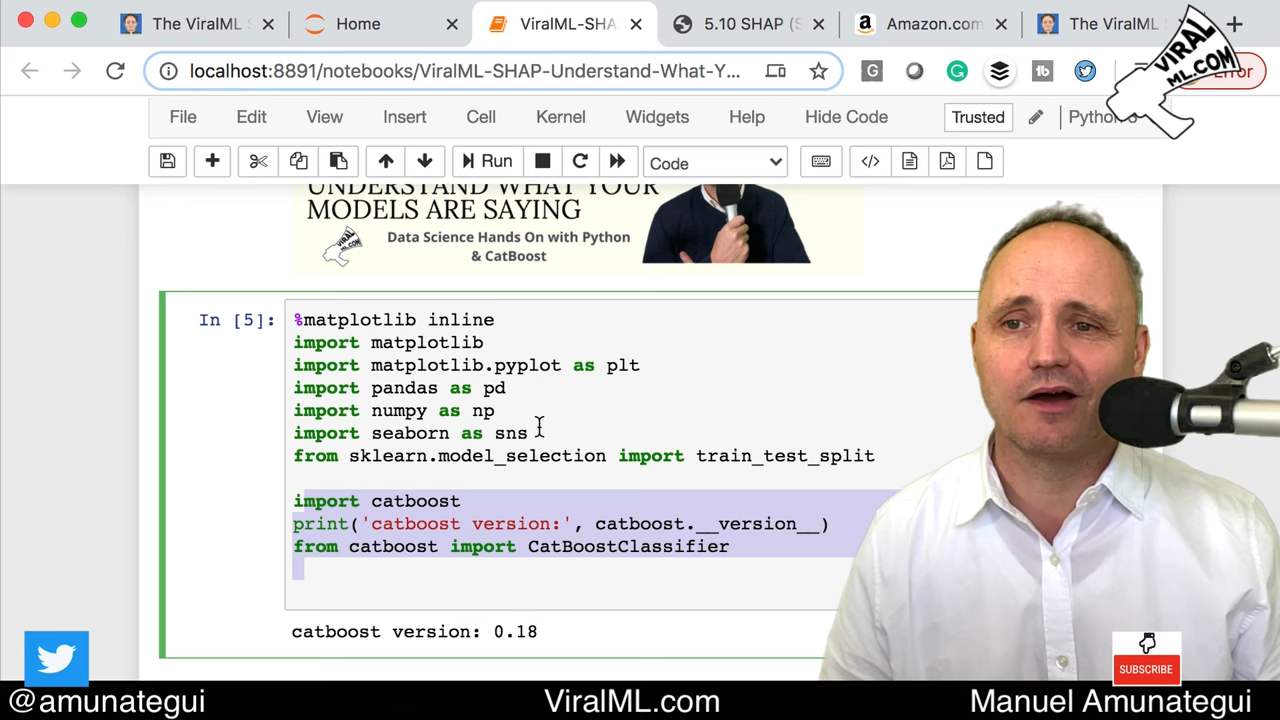 The ViralML S
Home
ViralML-SHA
5.10 SHAP (S
Amazon.com
The ViralML
localhost:8891/notebooks/ViralML-SHAP-Understand-What-Y...
G
tb
Error
VIRAL
ML.COM
File Edit View Insert Cell Kernel Widgets Help Hide Code Trusted Python 3
Run
Code
UNDERSTAND WHAT YOUR
MODELS ARE SAYING
Data Science Hands On with Python
& CatBoost
In [5]:
%matplotlib inline
import matplotlib
import matplotlib.pyplot as plt
import pandas as pd
import numpy as np
import seaborn as sns
from sklearn.model_selection import train_test_split
import catboost
print('catboost version:', catboost.__version__)
from catboost import CatBoostClassifier
catboost version: 0.18
SUBSCRIBE
@amunategui
ViralML.com
Manuel Amunategui